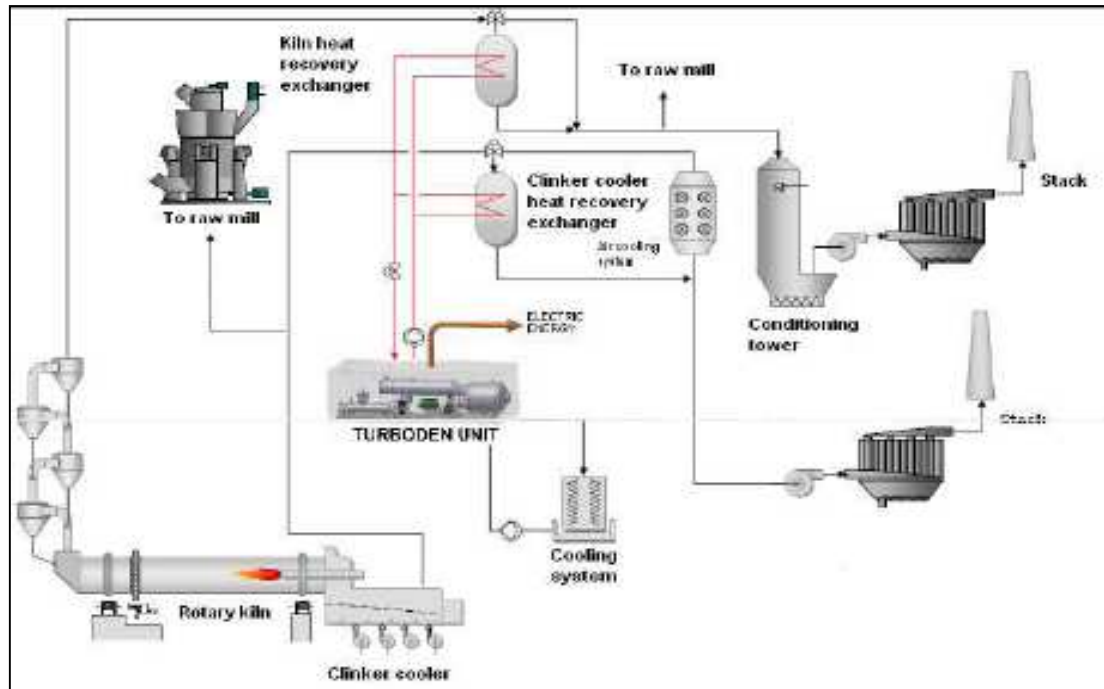 Kiln heat
recovery
exchanger
To raw mill
To raw mill
Clinker cooler
heat recovery
exchanger
Air cooling
system
Stack
Conditioning
tower
ELECTRIC
ENERGY
TURBODEN UNIT
Stack
Cooling
system
Rotary kiln
Clinker cooler